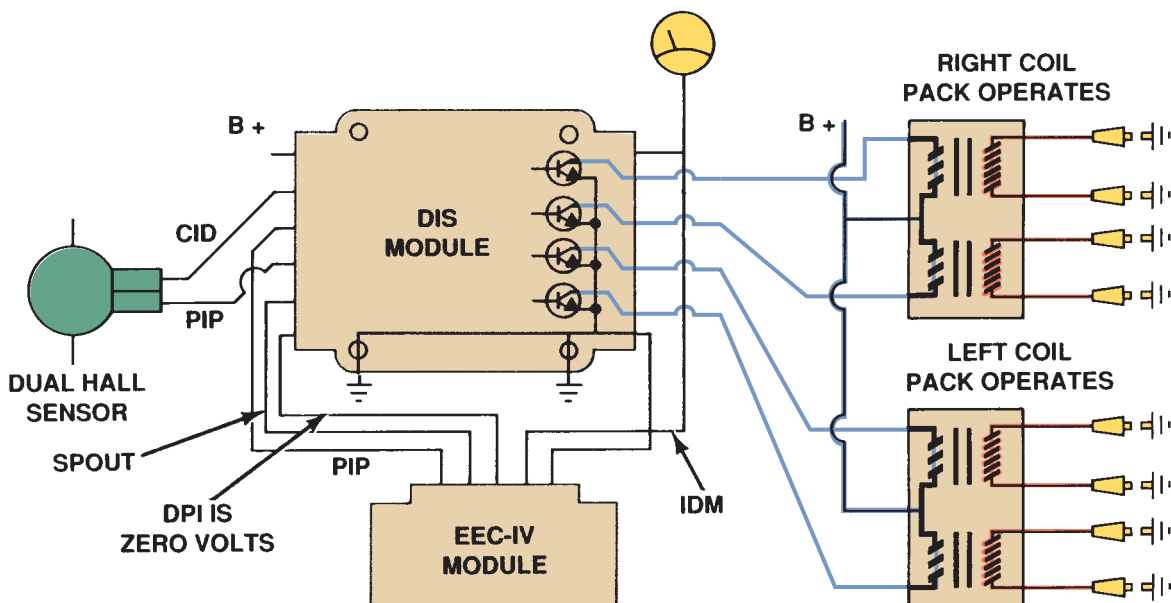 RIGHT COIL
PACK OPERATES
B +
B +
DIS
MODULE
CID
PIP
DUAL HALL
SENSOR
LEFT COIL
PACK OPERATES
SPOUT
PIP
DPI IS
ZERO VOLTS
IDM
EEC-IV
MODULE